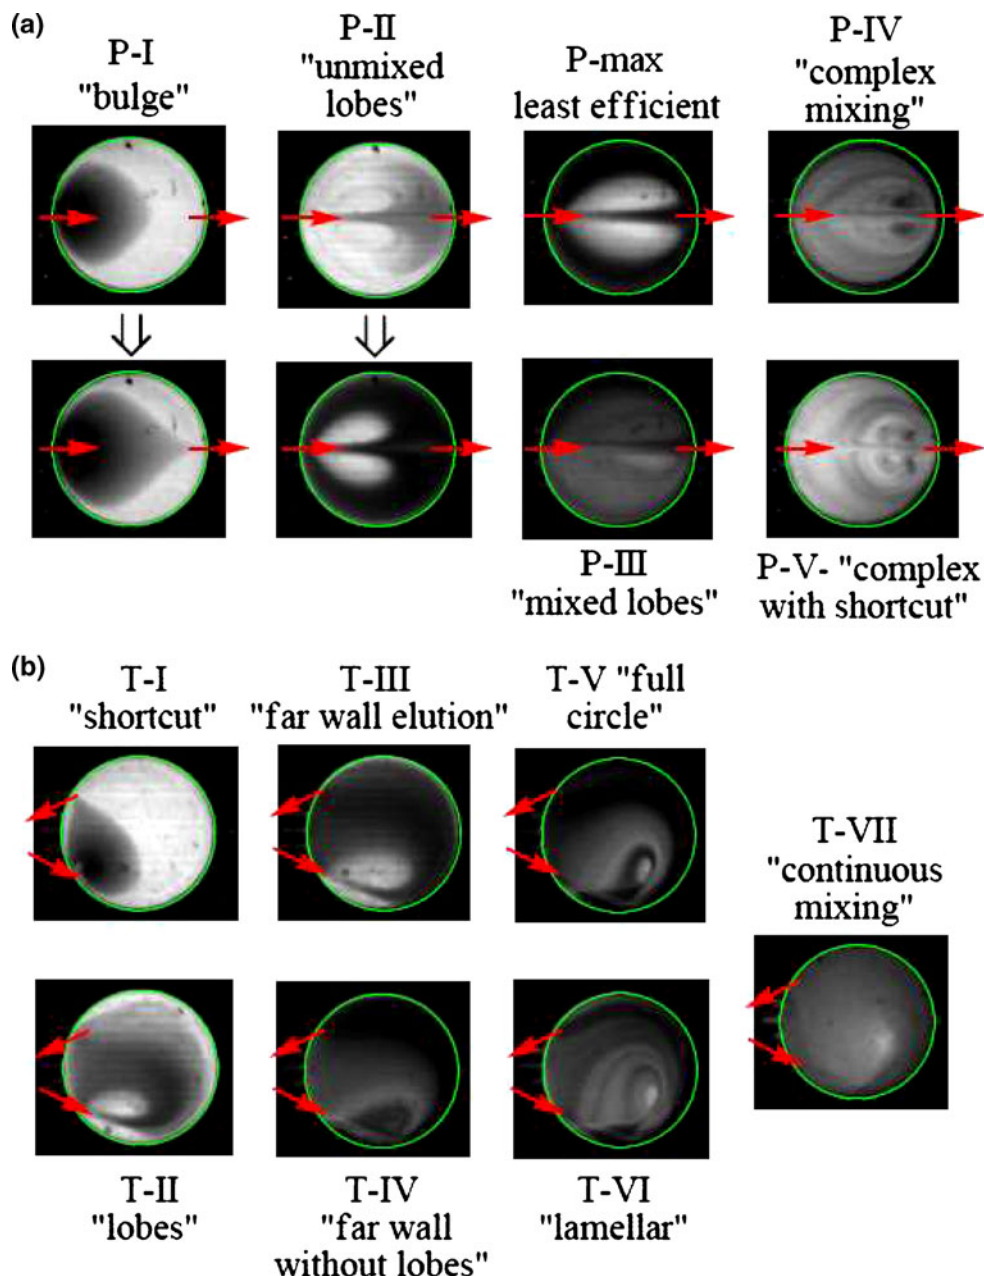 (a)
P-I
"bulge"
P-II
"unmixed
lobes"
P-max
least efficient
P-IV
"complex
mixing"
P-III
"mixed lobes"
P-V- "complex
with shortcut"
(b)
T-I
"shortcut"
T-III
"far wall elution"
T-V "full
circle"
T-VII
"continuous
mixing"
T-II
"lobes"
T-IV
"far wall
without lobes"
T-VI
"lamellar"